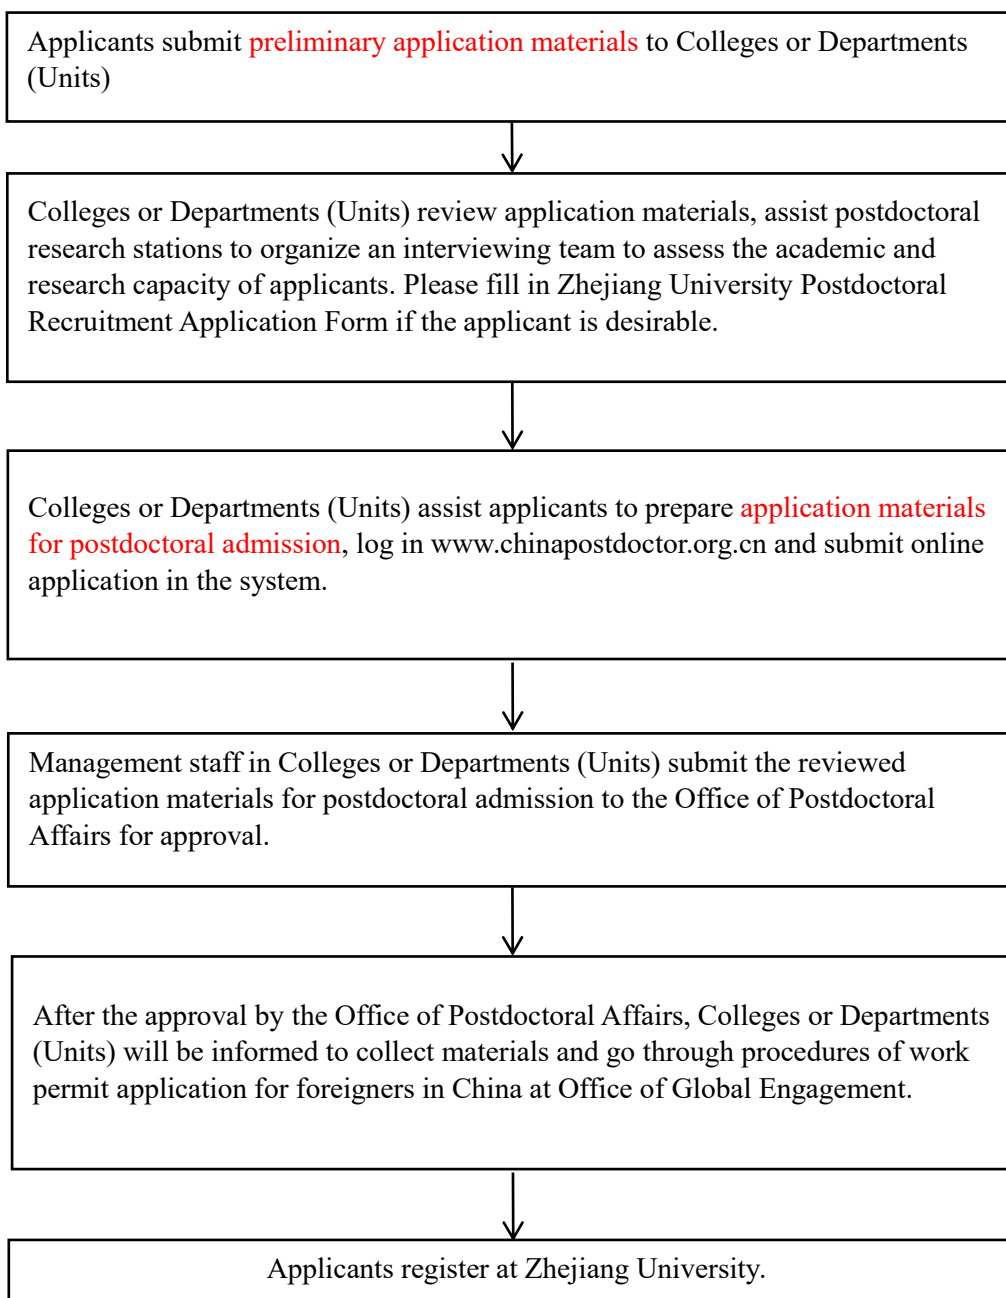 Applicants submit preliminary application materials to Colleges or Departments
(Units)
Colleges or Departments (Units) review application materials, assist postdoctoral
research stations to organize an interviewing team to assess the academic and
research capacity of applicants. Please fill in Zhejiang University Postdoctoral
Recruitment Application Form if the applicant is desirable.
Colleges or Departments (Units) assist applicants to prepare application materials
for postdoctoral admission, log in www.chinapostdoctor.org.cn and submit online
application in the system.
Management staff in Colleges or Departments (Units) submit the reviewed
application materials for postdoctoral admission to the Office of Postdoctoral
Affairs for approval.
After the approval by the Office of Postdoctoral Affairs, Colleges or Departments
(Units) will be informed to collect materials and go through procedures of work
permit application for foreigners in China at Office of Global Engagement.
Applicants register at Zhejiang University.